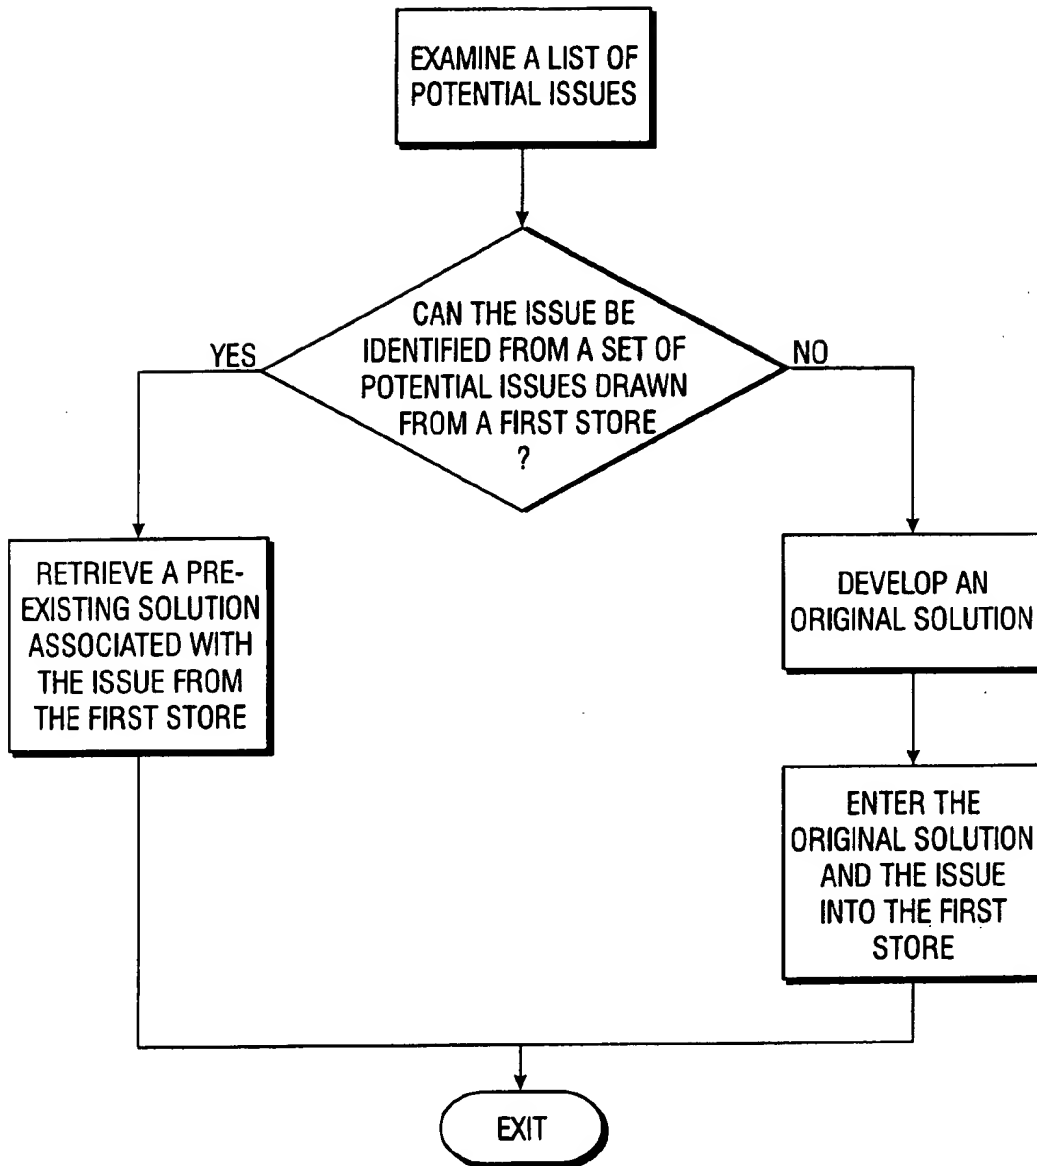 EXAMINE A LIST OF
POTENTIAL ISSUES
CAN THE ISSUE BE
IDENTIFIED FROM A SET OF
POTENTIAL ISSUES DRAWN
FROM A FIRST STORE
?
YES
NO
RETRIEVE A PRE-
EXISTING SOLUTION
ASSOCIATED WITH
THE ISSUE FROM
THE FIRST STORE
DEVELOP AN
ORIGINAL SOLUTION
ENTER THE
ORIGINAL SOLUTION
AND THE ISSUE
INTO THE FIRST
STORE
EXIT